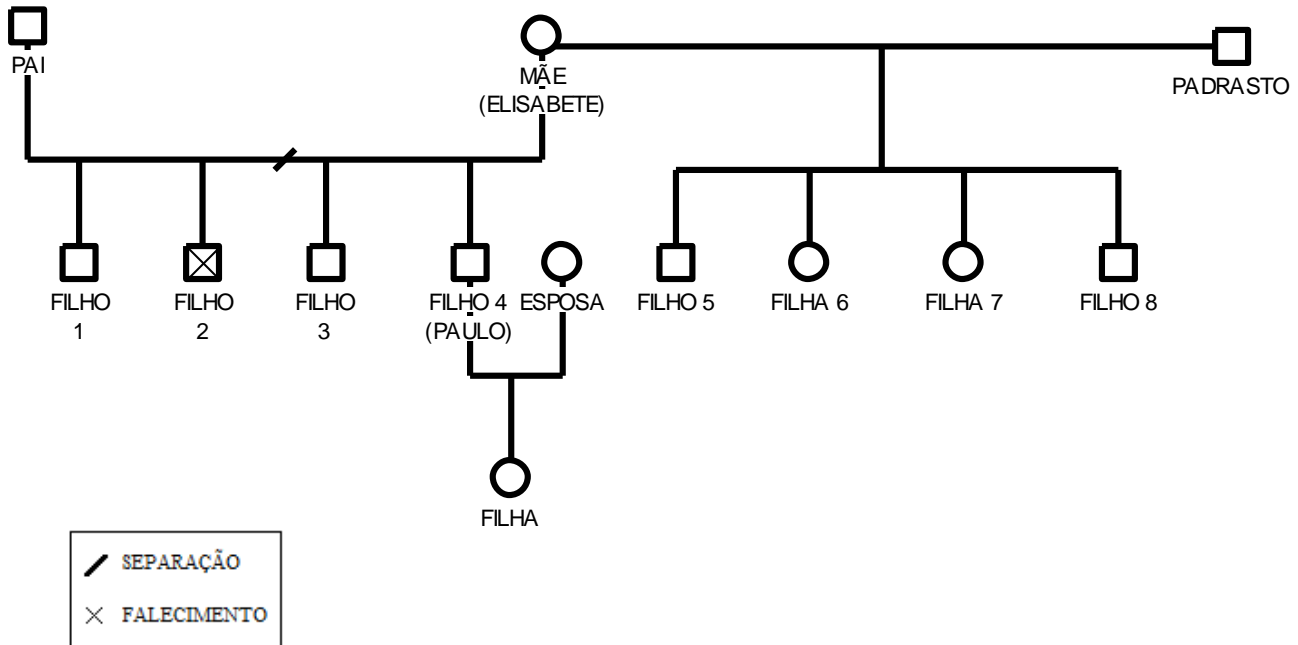 PAI
MÃE
(ELISABETE)
PADRASTO
FILHO
1
FILHO
2
FILHO
3
FILHO 4
(PAULO)
ESPOSA
FILHO 5
FILHA 6
FILHA 7
FILHO 8
FILHA
SEPARAÇÃO
FALECIMENTO